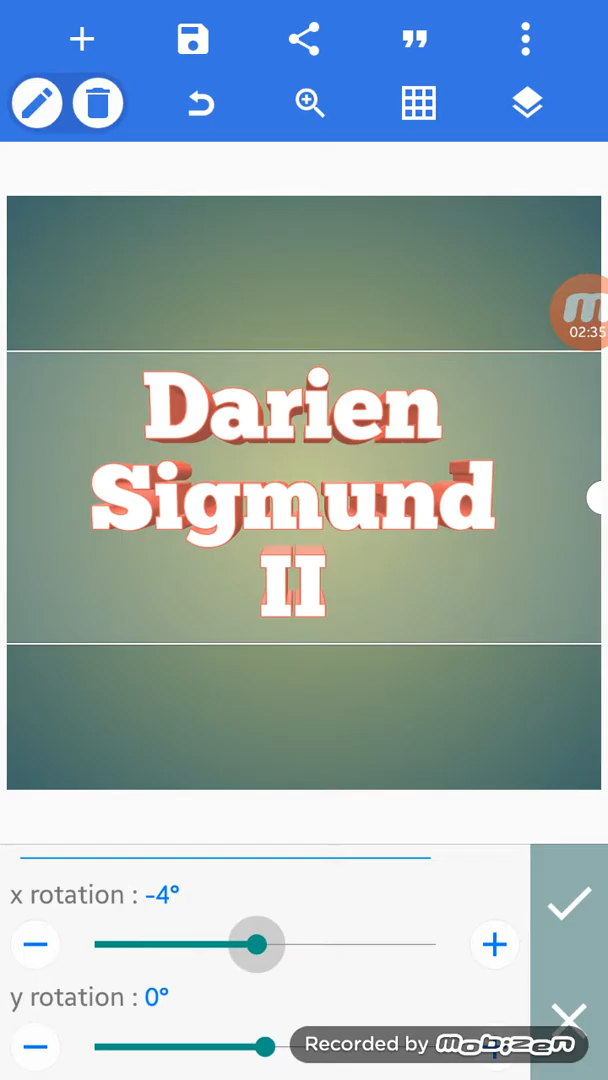 02:35
Darien
Sigmund
II
x rotation : -4°
y rotation : 0°
Recorded by mobizen